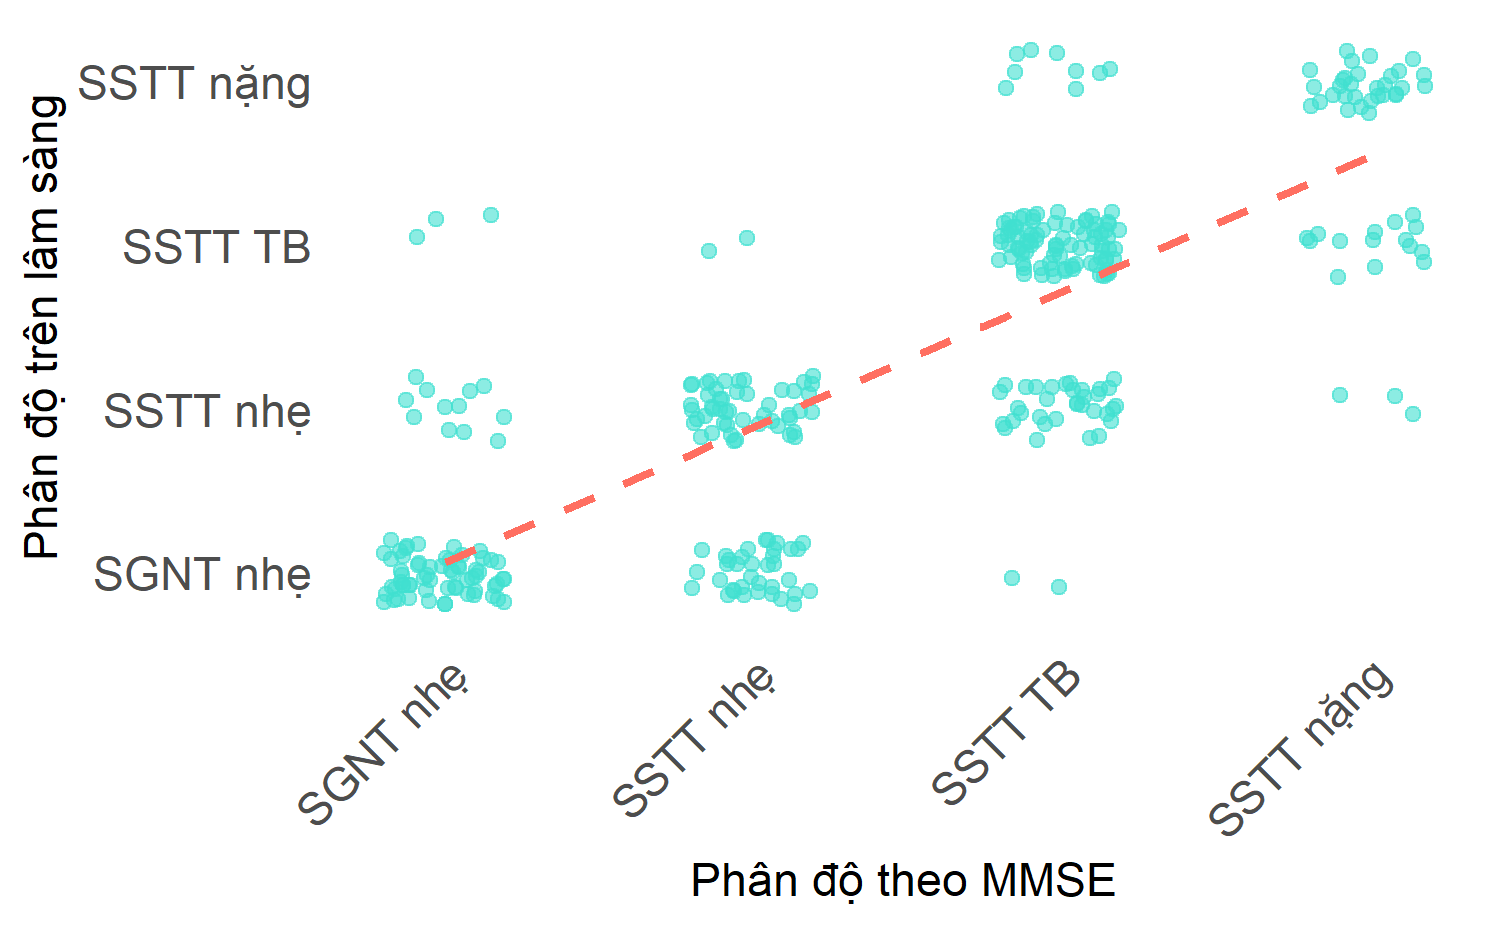 Phân độ trên lâm sàng
SSTT nặng
SSTT TB
SSTT nhẹ
SGNT nhẹ
SGNT nhẹ
SSTT nhẹ
SSTT TB
SSTT nặng
Phân độ theo MMSE